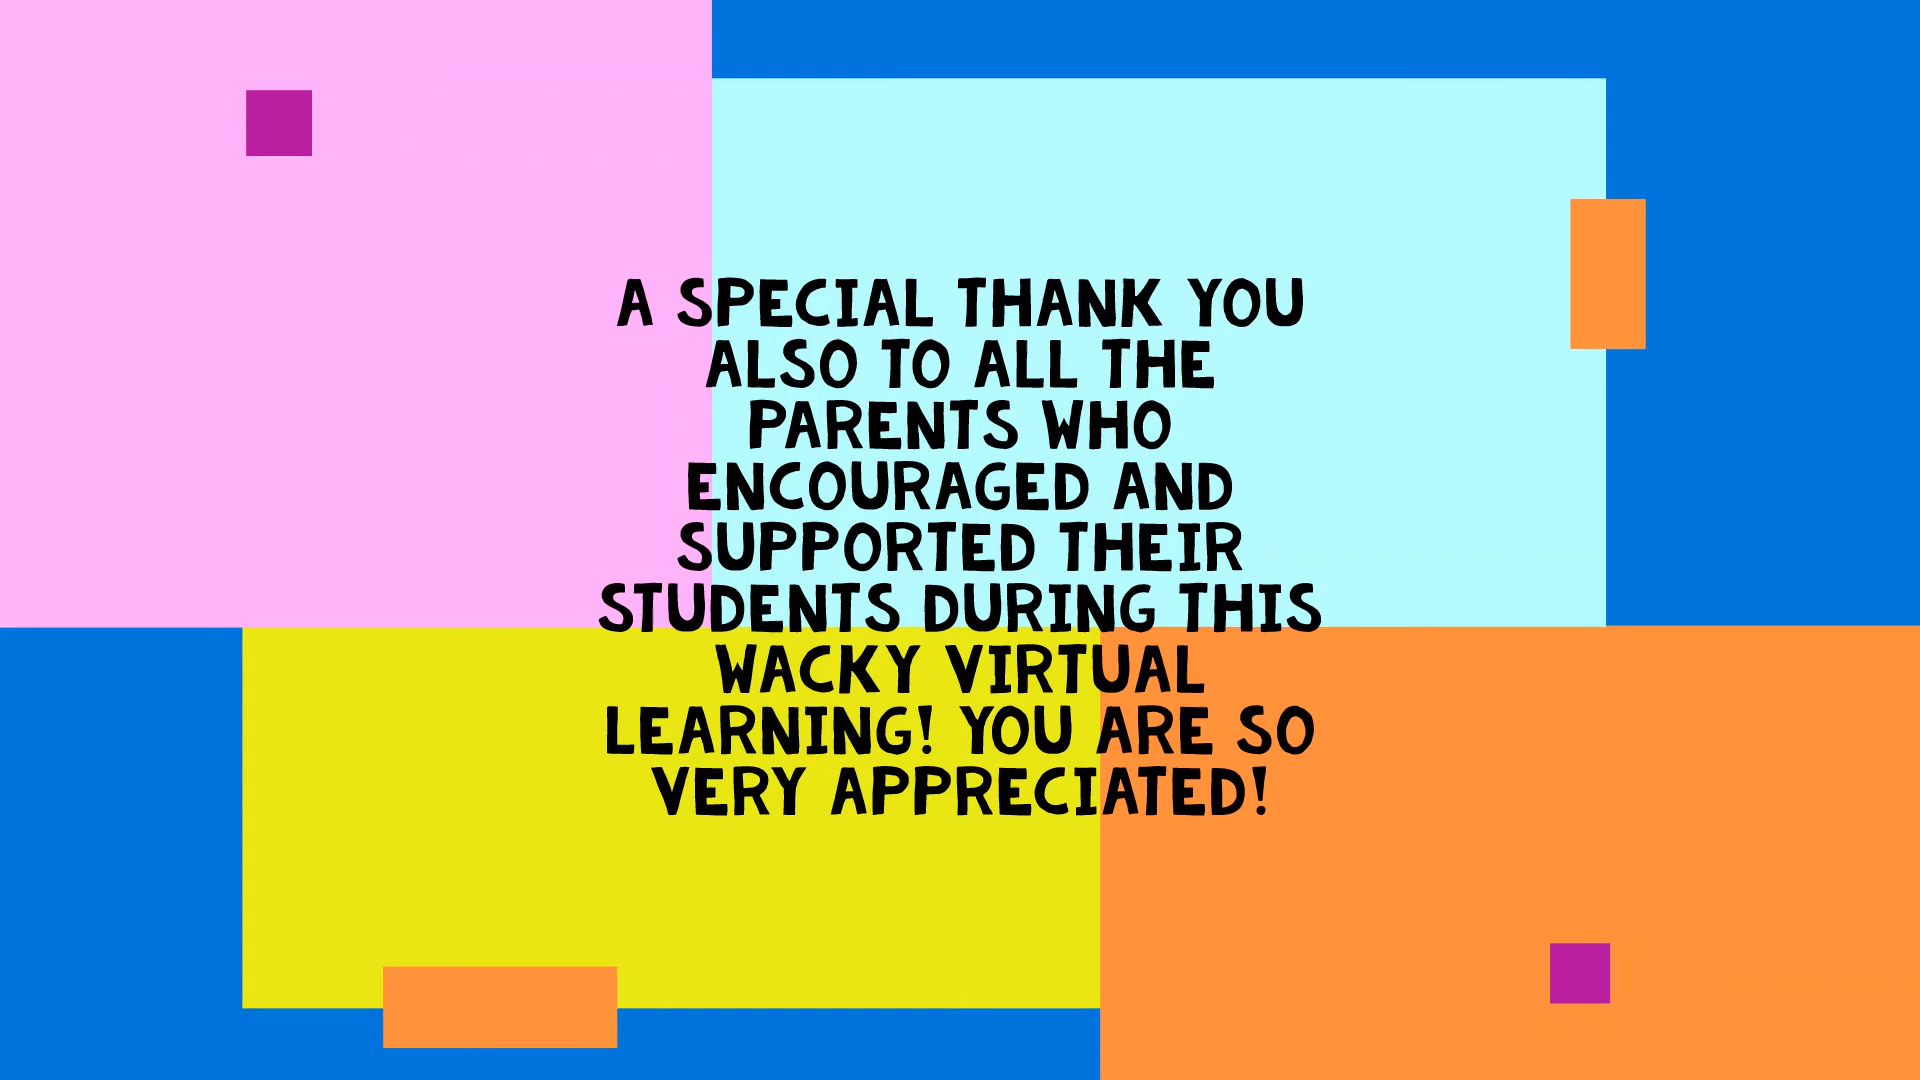 A SPECIAL THANK YOU
ALSO TO ALL THE
PARENTS WHO
ENCOURAGED AND
SUPPORTED THEIR
STUDENTS DURING THIS
WACKY VIRTUAL
LEARNING! YOU ARE SO
VERY APPRECIATED!